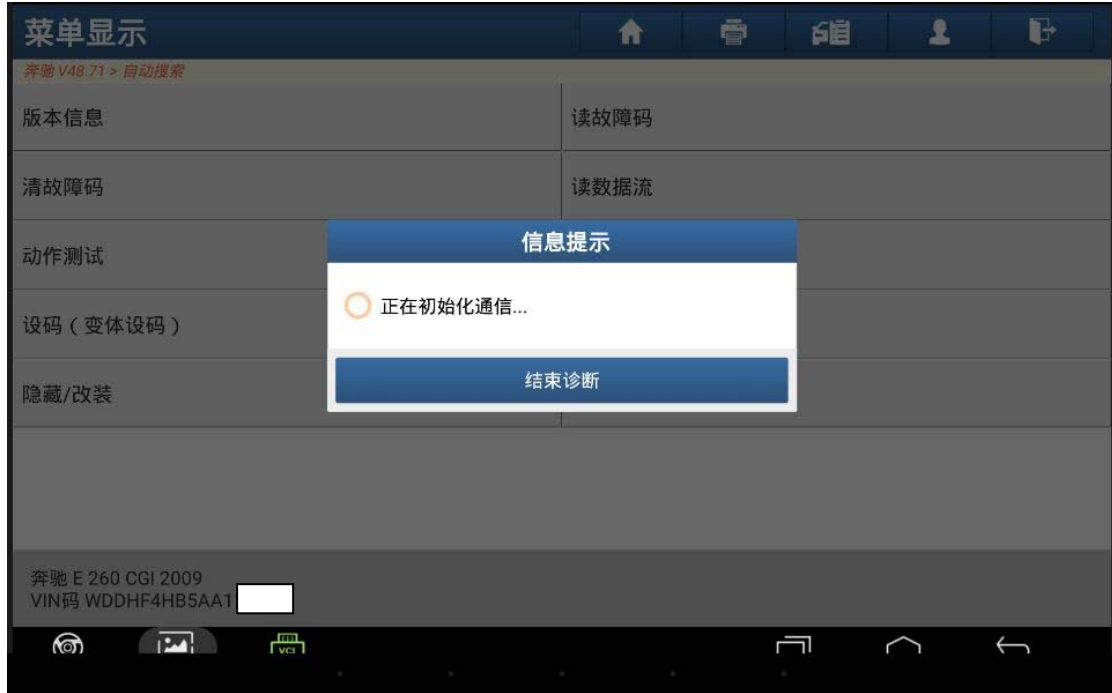 菜单显示
奔驰 V48.71 > 自动搜索
版本信息
读故障码
清故障码
读数据流
动作测试
信息提示
正在初始化通信...
设码（变体设码）
结束诊断
隐藏/改装
奔驰 E 260 CGI 2009
VIN码 WDDHF4HB5AA1
VCI